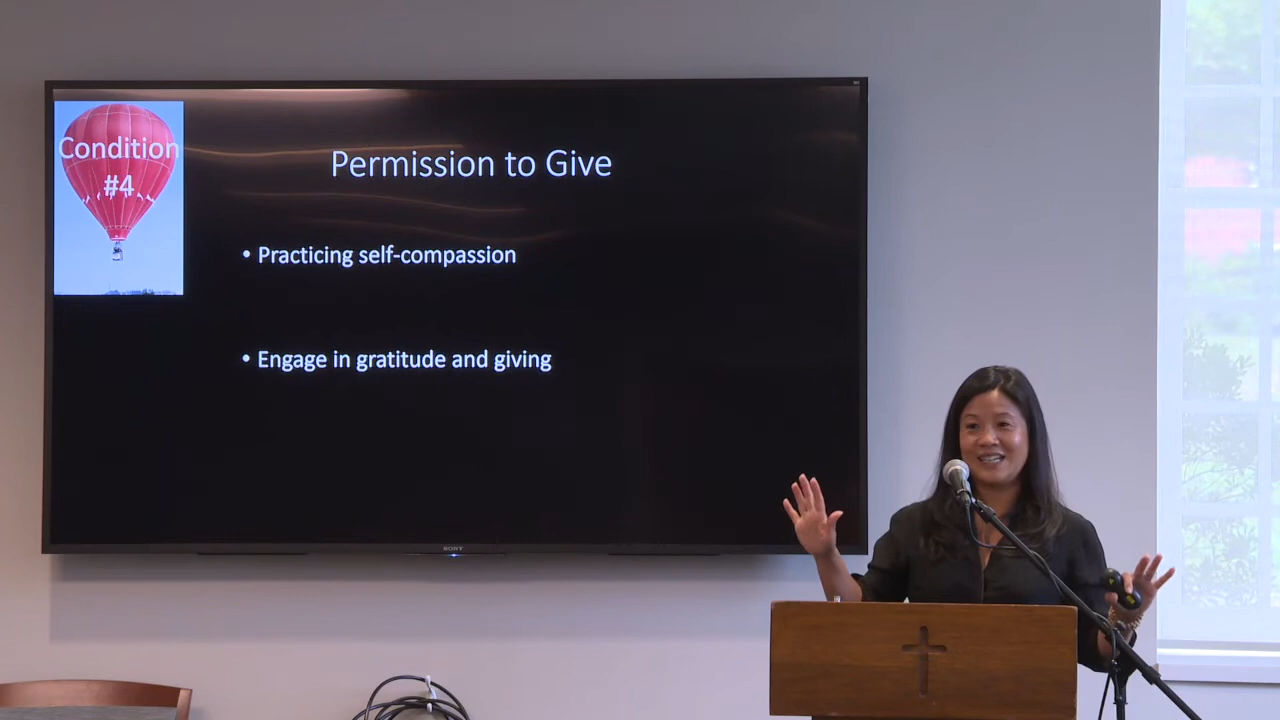 Condition
#4
Permission to Give
• Practicing self-compassion
• Engage in gratitude and giving
SONY